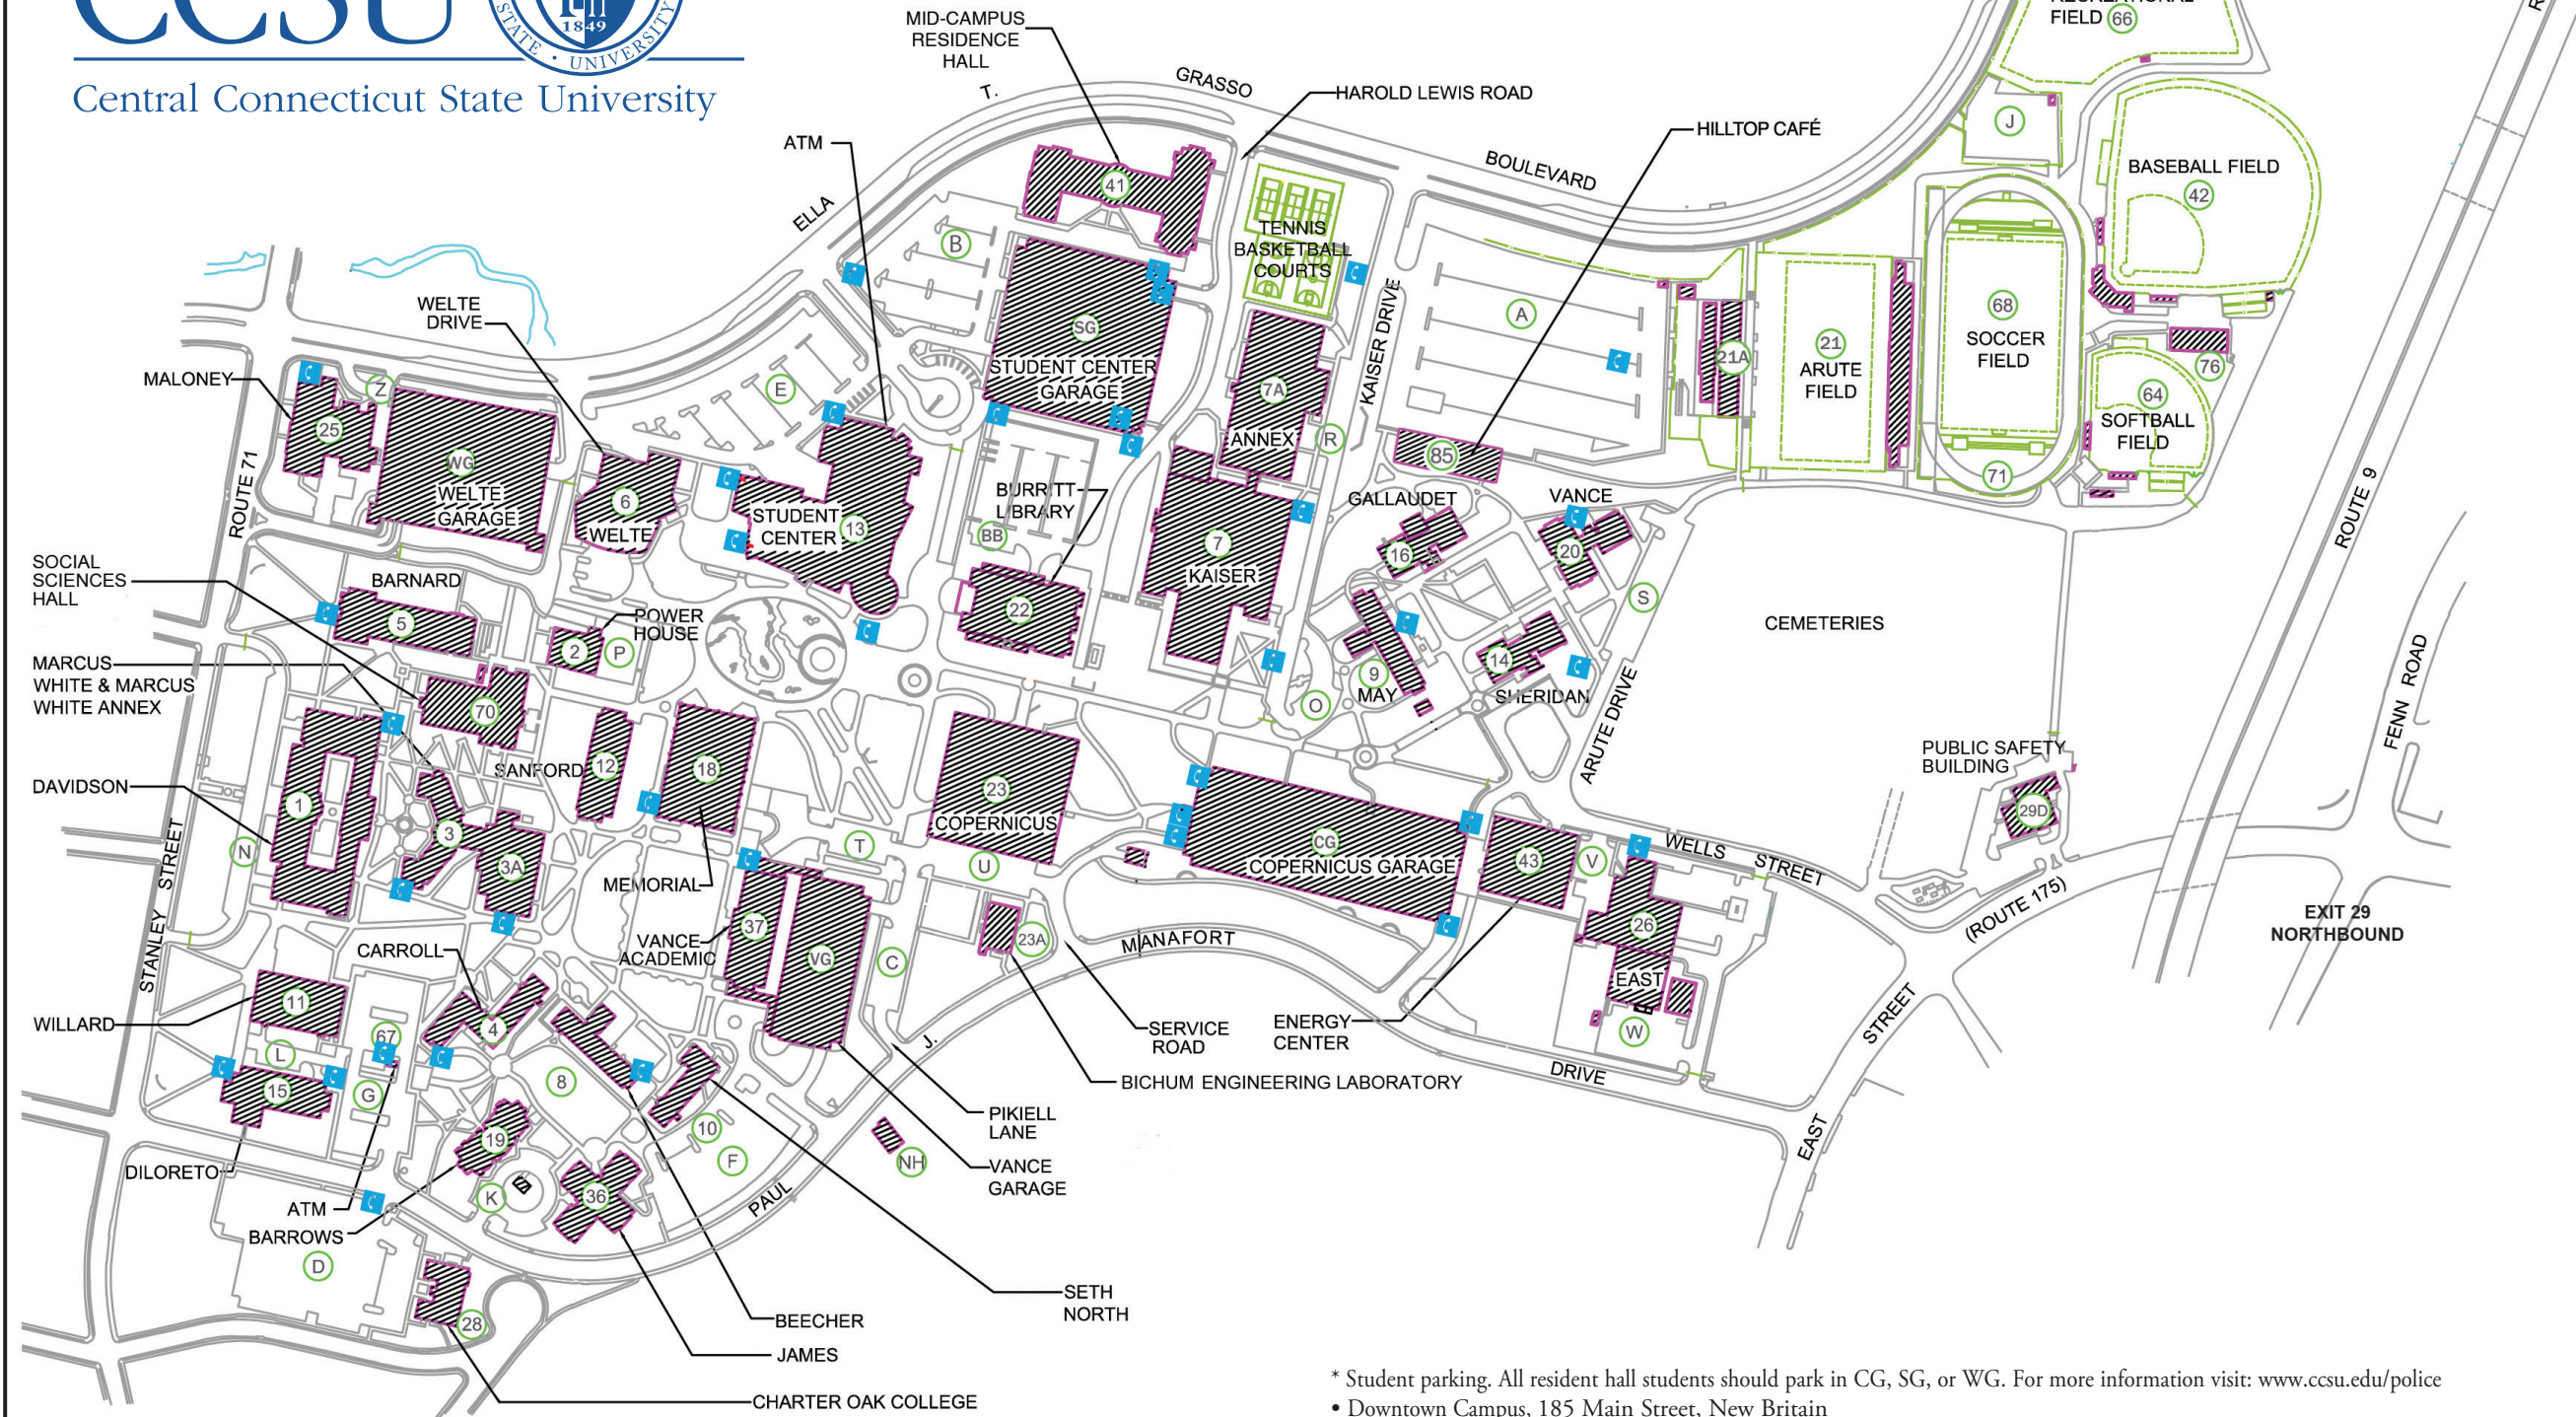 CCSU
STATE • UNIVERSITY
1849
Central Connecticut State University
MID-CAMPUS
RESIDENCE
HALL
T.
GRASSO
HAROLD LEWIS ROAD
ATM
ELLA
BOULEVARD
HILLTOP CAFÉ
FIELD 66
J
BASEBALL FIELD
42
41
B
TENNIS
BASKETBALL
COURTS
KAISER DRIVE
A
21A
21
ARUTE
FIELD
68
SOCCER
FIELD
71
76
64
SOFTBALL
FIELD
WELTE
DRIVE
MALONEY
Z
25
WG
WELTE
GARAGE
ROUTE 71
E
SG
STUDENT CENTER
GARAGE
7A
ANNEX
R
85
6
WELTE
STUDENT
CENTER
13
BURRITT
LIBRARY
BB
22
7
KAISER
GALLAUDET
16
VANCE
20
S
ROUTE 9
SOCIAL
SCIENCES
HALL
BARNARD
5
POWER
HOUSE
2
P
9
MAY
14
SHERIDAN
O
CEMETERIES
FENN ROAD
MARCUS
WHITE & MARCUS
WHITE ANNEX
70
SANFORD
12
18
23
COPERNICUS
ARUTE DRIVE
PUBLIC SAFETY
BUILDING
29D
DAVIDSON
1
N
3
3A
MEMORIAL
T
U
CG
COPERNICUS GARAGE
43
V
WELLS STREET
(ROUTE 175)
EXIT 29
NORTHBOUND
STANLEY STREET
CARROLL
VANCE
ACADEMIC
37
VG
C
23A
MANAFORT
26
EAST
W
WILLARD
11
L
67
4
SERVICE
ROAD
ENERGY
CENTER
J.
DRIVE
EAST STREET
15
G
8
BICHUM ENGINEERING LABORATORY
PIKIELL
LANE
19
10
F
NH
DILORETO
VANCE
GARAGE
K
36
PAUL
ATM
BARROWS
D
28
SETH
NORTH
BEECHER
JAMES
CHARTER OAK COLLEGE
* Student parking. All resident hall students should park in CG, SG, or WG. For more information visit: www.ccsu.edu/police
• Downtown Campus, 185 Main Street, New Britain